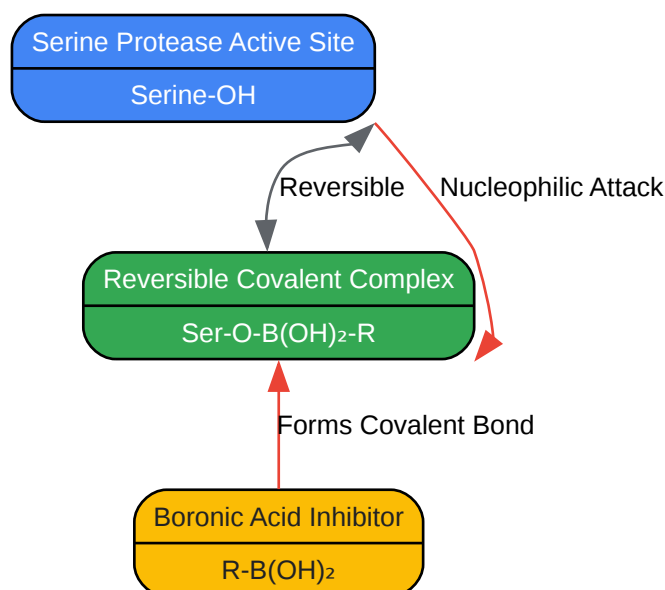 Serine Protease Active Site
Serine-OH
Reversible
Nucleophilic Attack
Reversible Covalent Complex
Ser-O-B(OH)₂-R
Forms Covalent Bond
Boronic Acid Inhibitor
R-B(OH)₂